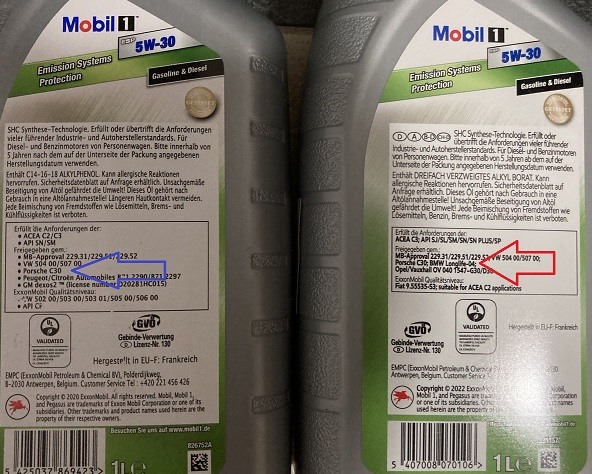 Mobil 1
ESP 5W-30
Emission Systems
Protection
Gasoline & Diesel
SHC Synthese-Technologie. Erfüllt oder übertrifft die Anforderungen
vieler führender Industrie- und Autoherstellerstandards. Für
Diesel- und Benzinmotoren von Personenwagen. Bitte innerhalb von
5 Jahren nach dem auf der Unterseite der Packung angegebenen
Herstellungsdatum verwenden.
Enthält C14-16-18 ALKYLPHENOL. Kann allergische Reaktionen
hervorrufen. Sicherheitsdatenblatt auf Anfrage erhältlich. Unsachgemäße
Beseitigung von Altöl gefährdet die Umwelt! Dieses Öl gehört nach
Gebrauch in eine Altölannahmestelle!
Vermischungen mit Fremdstoffen wie Lösemitteln, Brems- und
Kühlflüssigkeiten ist verboten.
Erfüllt die Anforderungen der:
• ACEA C2/C3
• API SN/SM
Freigegeben gem.:
• MB-Approval 229.31/229.51/229.52
• VW 504 00/507 00
• Porsche C30
• Peugeot/Citroën Automobiles B71 2290/B71 2297
• GM dexos2 ™ (license number D20281HC015)
ExxonMobil Qualitätsniveau:
• VW 502 00/503 00/503 01/505 00/506 00
• API CF
UL
VALIDATED
GVÖ
Gebinde-Verwertung
Lizenz-Nr. 130
Hergestellt in EU-F: Frankreich
EMPC (ExxonMobil Petroleum & Chemical BV), Polderdijkweg,
B-2030 Antwerpen, Belgium. Customer Service Tel : +420 221 456 426
Copyright © 2020 ExxonMobil. All rights reserved. Mobil, Mobil 1,
and Pegasus are trademarks of Exxon Mobil Corporation or one of its
subsidiaries. Other trademarks and product names used herein are the
property of their respective owners.
Besuchen Sie uns auf www.mobil1.de
826752A
5 425037 869423
1L e
Mobil 1
ESP 5W-30
Emission Systems
Protection
Gasoline & Diesel
D A B-D CH-D
SHC Synthese-Technologie. Erfüllt oder
übertrifft die Anforderungen vieler führender
Industrie- und Autoherstellerstandards. Für Diesel- und Benzinmotoren
von Personenwagen. Bitte innerhalb von 5 Jahren ab dem auf der
Unterseite der Packung angegebenen Herstellungsdatum verwenden.
Enthält DREIFACH VERZWEIGTES ALKYL, BORAT. Kann allergische
Reaktionen hervorrufen. Sicherheitsdatenblatt auf Anfrage erhältlich.
Unsachgemäße Beseitigung von Altöl gefährdet die Umwelt! Dieses
Öl gehört nach Gebrauch in eine Altölannahmestelle!
Vermischungen mit Fremdstoffen wie Lösemitteln,
Benzin, Brems- und Kühlflüssigkeiten ist verboten.
Erfüllt die Anforderungen der:
ACEA C3; API SJ/SL/SM/SN/SN PLUS/SP
Freigegeben gem.:
MB-Approval 229.31/229.51/229.52; VW 504 00/507 00;
Porsche C30; BMW Longlife-04;
Opel/Vauxhall OV 040 1547-G30/D30
ExxonMobil Qualitätsniveau:
Fiat 9.55535-S3; suitable for ACEA C2 applications
UL
VALIDATED
GVÖ
Gebinde-Verwertung
D Lizenz-Nr. 130
Hergestellt in EU-F: Frankreich
EMPC (ExxonMobil Petroleum & Chemical BV),
Antwerpen, Belgium. Customer Service
Copyright © 2022 ExxonMobil.
All rights reserved. Mobil, Mobil 1,
and Pegasus are trademarks of
Exxon Mobil Corporation or one of
its subsidiaries. Other trademarks
and product names used herein are
the property of their respective owners.
5 407008 070106
1L e